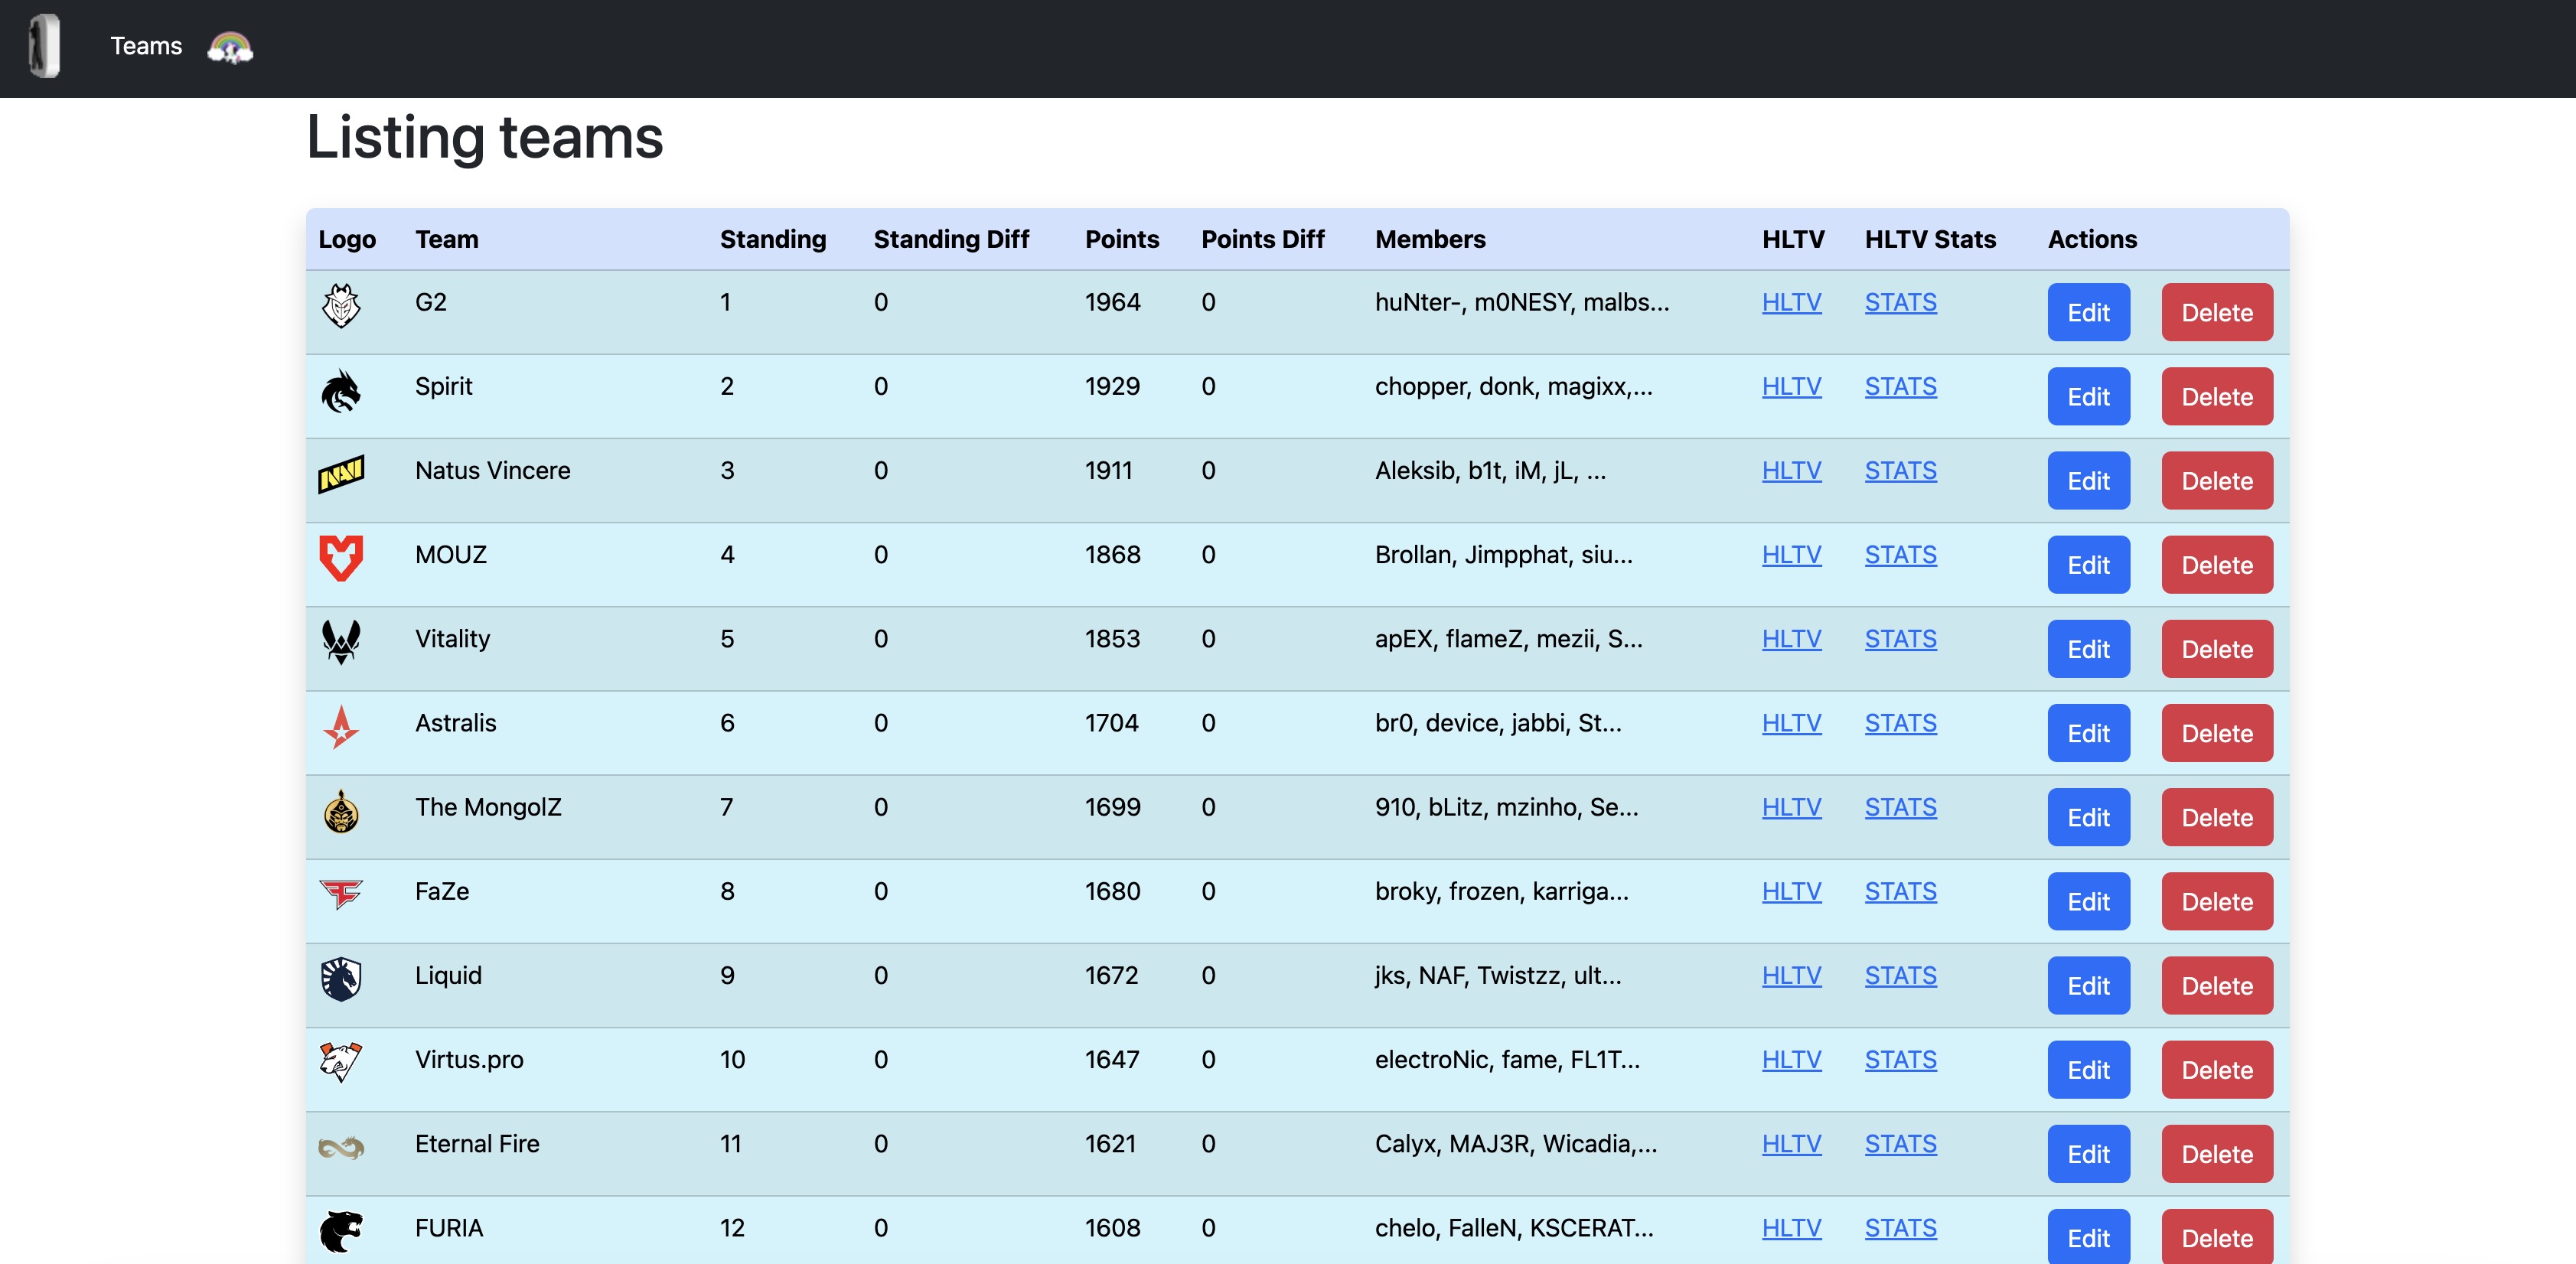 Teams
Listing teams
Logo Team Standing Standing Diff Points Points Diff Members HLTV HLTV Stats Actions
G2 1 0 1964 0 huNter-, m0NESY, malbs... HLTV STATS Edit Delete
Spirit 2 0 1929 0 chopper, donk, magixx,... HLTV STATS Edit Delete
Natus Vincere 3 0 1911 0 Aleksib, b1t, iM, jL, ... HLTV STATS Edit Delete
MOUZ 4 0 1868 0 Brollan, Jimpphat, siu... HLTV STATS Edit Delete
Vitality 5 0 1853 0 apEX, flameZ, mezii, S... HLTV STATS Edit Delete
Astralis 6 0 1704 0 br0, device, jabbi, St... HLTV STATS Edit Delete
The MongolZ 7 0 1699 0 910, bLitz, mzinho, Se... HLTV STATS Edit Delete
FaZe 8 0 1680 0 broky, frozen, karriga... HLTV STATS Edit Delete
Liquid 9 0 1672 0 jks, NAF, Twistzz, ult... HLTV STATS Edit Delete
Virtus.pro 10 0 1647 0 electroNic, fame, FL1T... HLTV STATS Edit Delete
Eternal Fire 11 0 1621 0 Calyx, MAJ3R, Wicadia,... HLTV STATS Edit Delete
FURIA 12 0 1608 0 chelo, FalleN, KSCERAT... HLTV STATS Edit Delete